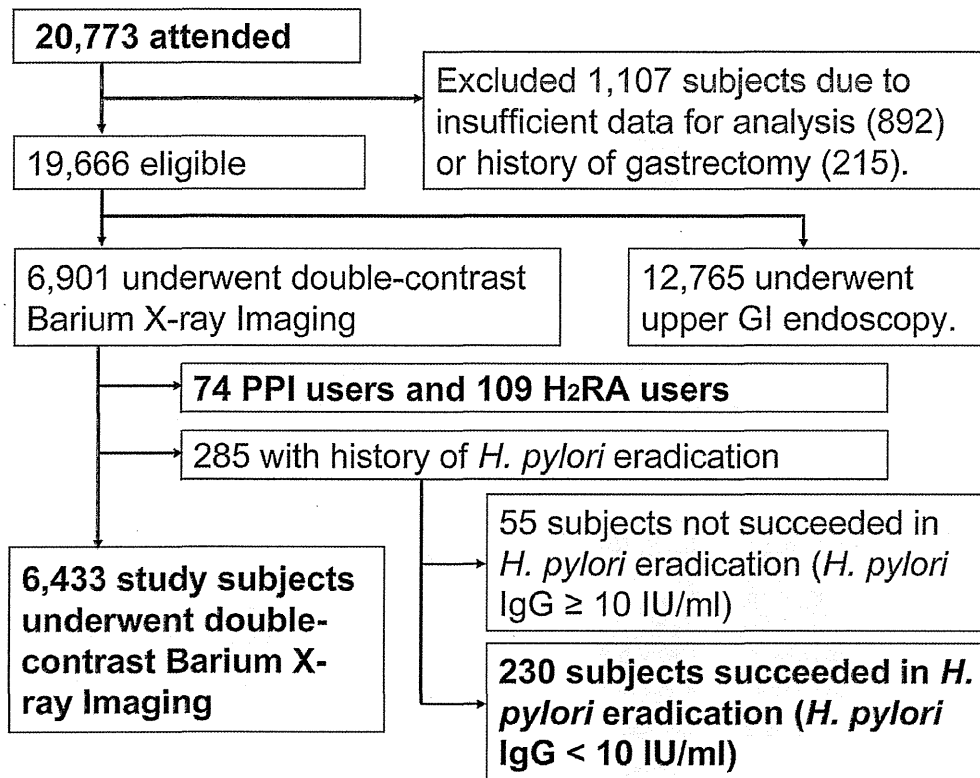 20,773 attended
Excluded 1,107 subjects due to
insufficient data for analysis (892)
or history of gastrectomy (215).
19,666 eligible
6,901 underwent double-contrast
Barium X-ray Imaging
12,765 underwent
upper GI endoscopy.
74 PPI users and 109 H₂RA users
285 with history of H. pylori eradication
55 subjects not succeeded in
H. pylori eradication (H. pylori
IgG ≥ 10 IU/ml)
6,433 study subjects
underwent double-
contrast Barium X-
ray Imaging
230 subjects succeeded in H.
pylori eradication (H. pylori
IgG < 10 IU/ml)